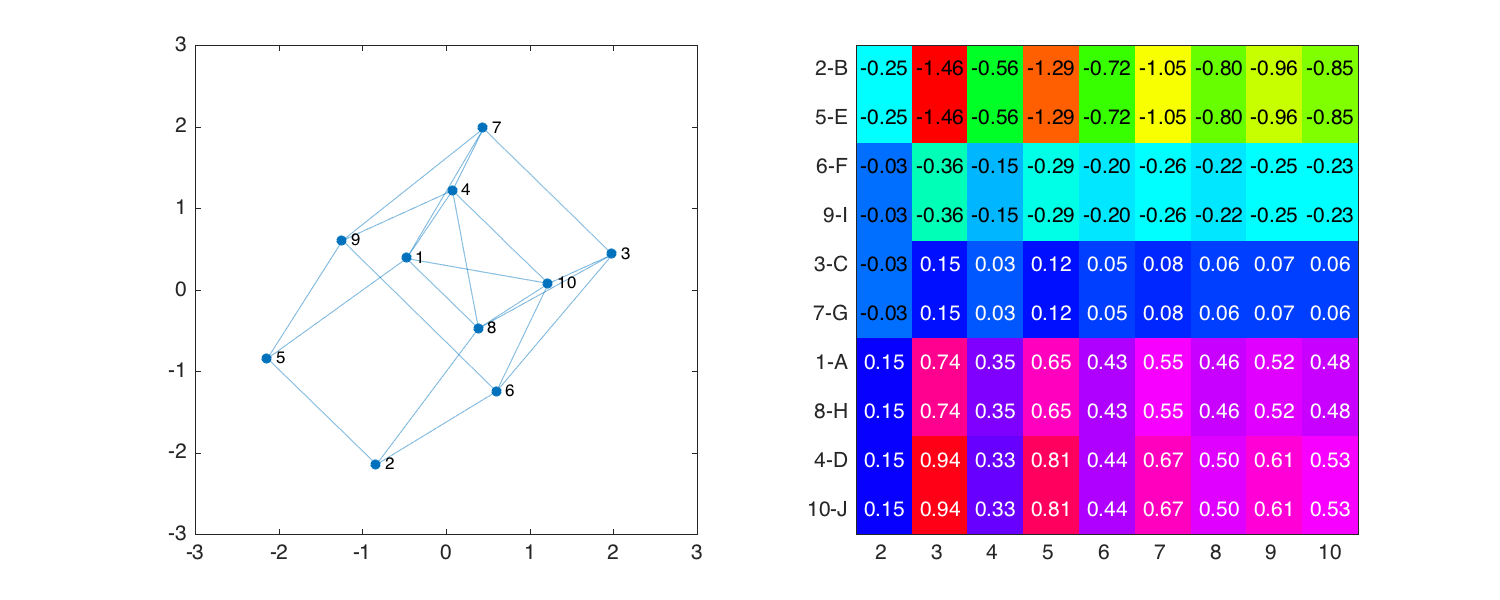 3
2
1
0
-1
-2
-3
-3 -2 -1 0 1 2 3
7
4
9
1
3
10
8
5
6
2
2-B -0.25 -1.46 -0.56 -1.29 -0.72 -1.05 -0.80 -0.96 -0.85
5-E -0.25 -1.46 -0.56 -1.29 -0.72 -1.05 -0.80 -0.96 -0.85
6-F -0.03 -0.36 -0.15 -0.29 -0.20 -0.26 -0.22 -0.25 -0.23
9-I -0.03 -0.36 -0.15 -0.29 -0.20 -0.26 -0.22 -0.25 -0.23
3-C -0.03 0.15 0.03 0.12 0.05 0.08 0.06 0.07 0.06
7-G -0.03 0.15 0.03 0.12 0.05 0.08 0.06 0.07 0.06
1-A 0.15 0.74 0.35 0.65 0.43 0.55 0.46 0.52 0.48
8-H 0.15 0.74 0.35 0.65 0.43 0.55 0.46 0.52 0.48
4-D 0.15 0.94 0.33 0.81 0.44 0.67 0.50 0.61 0.53
10-J 0.15 0.94 0.33 0.81 0.44 0.67 0.50 0.61 0.53
2 3 4 5 6 7 8 9 10